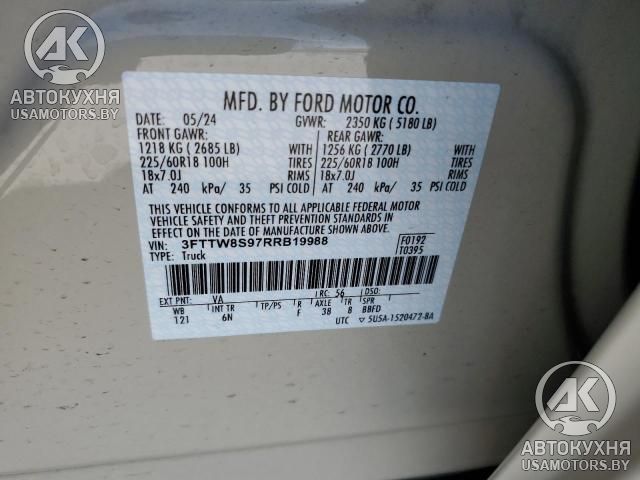 AK
АВТОКУХНЯ
USAMOTORS.BY
MFD. BY FORD MOTOR CO.
DATE: 05/24 GVWR: 2350 KG ( 5180 LB)
FRONT GAWR: REAR GAWR:
1218 KG ( 2685 LB) WITH 1256 KG ( 2770 LB) WITH
225/60R18 100H TIRES 225/60R18 100H TIRES
18x7.0J RIMS 18x7.0J RIMS
AT 240 kPa/ 35 PSI COLD AT 240 kPa/ 35 PSI COLD
THIS VEHICLE CONFORMS TO ALL APPLICABLE FEDERAL MOTOR
VEHICLE SAFETY AND THEFT PREVENTION STANDARDS IN
EFFECT ON THE DATE OF MANUFACTURE SHOWN ABOVE.
VIN: 3FTTW8S97RRB19988 F0192
TYPE: Truck T0395
EXT PNT: VA RC: 56 DSO:
WB INT TR TP/PS R AXLE TR SPR
121 6N F 38 8 BBFD
UTC 5U5A-1520472-BA
AK
АВТОКУХНЯ
USAMOTORS.BY